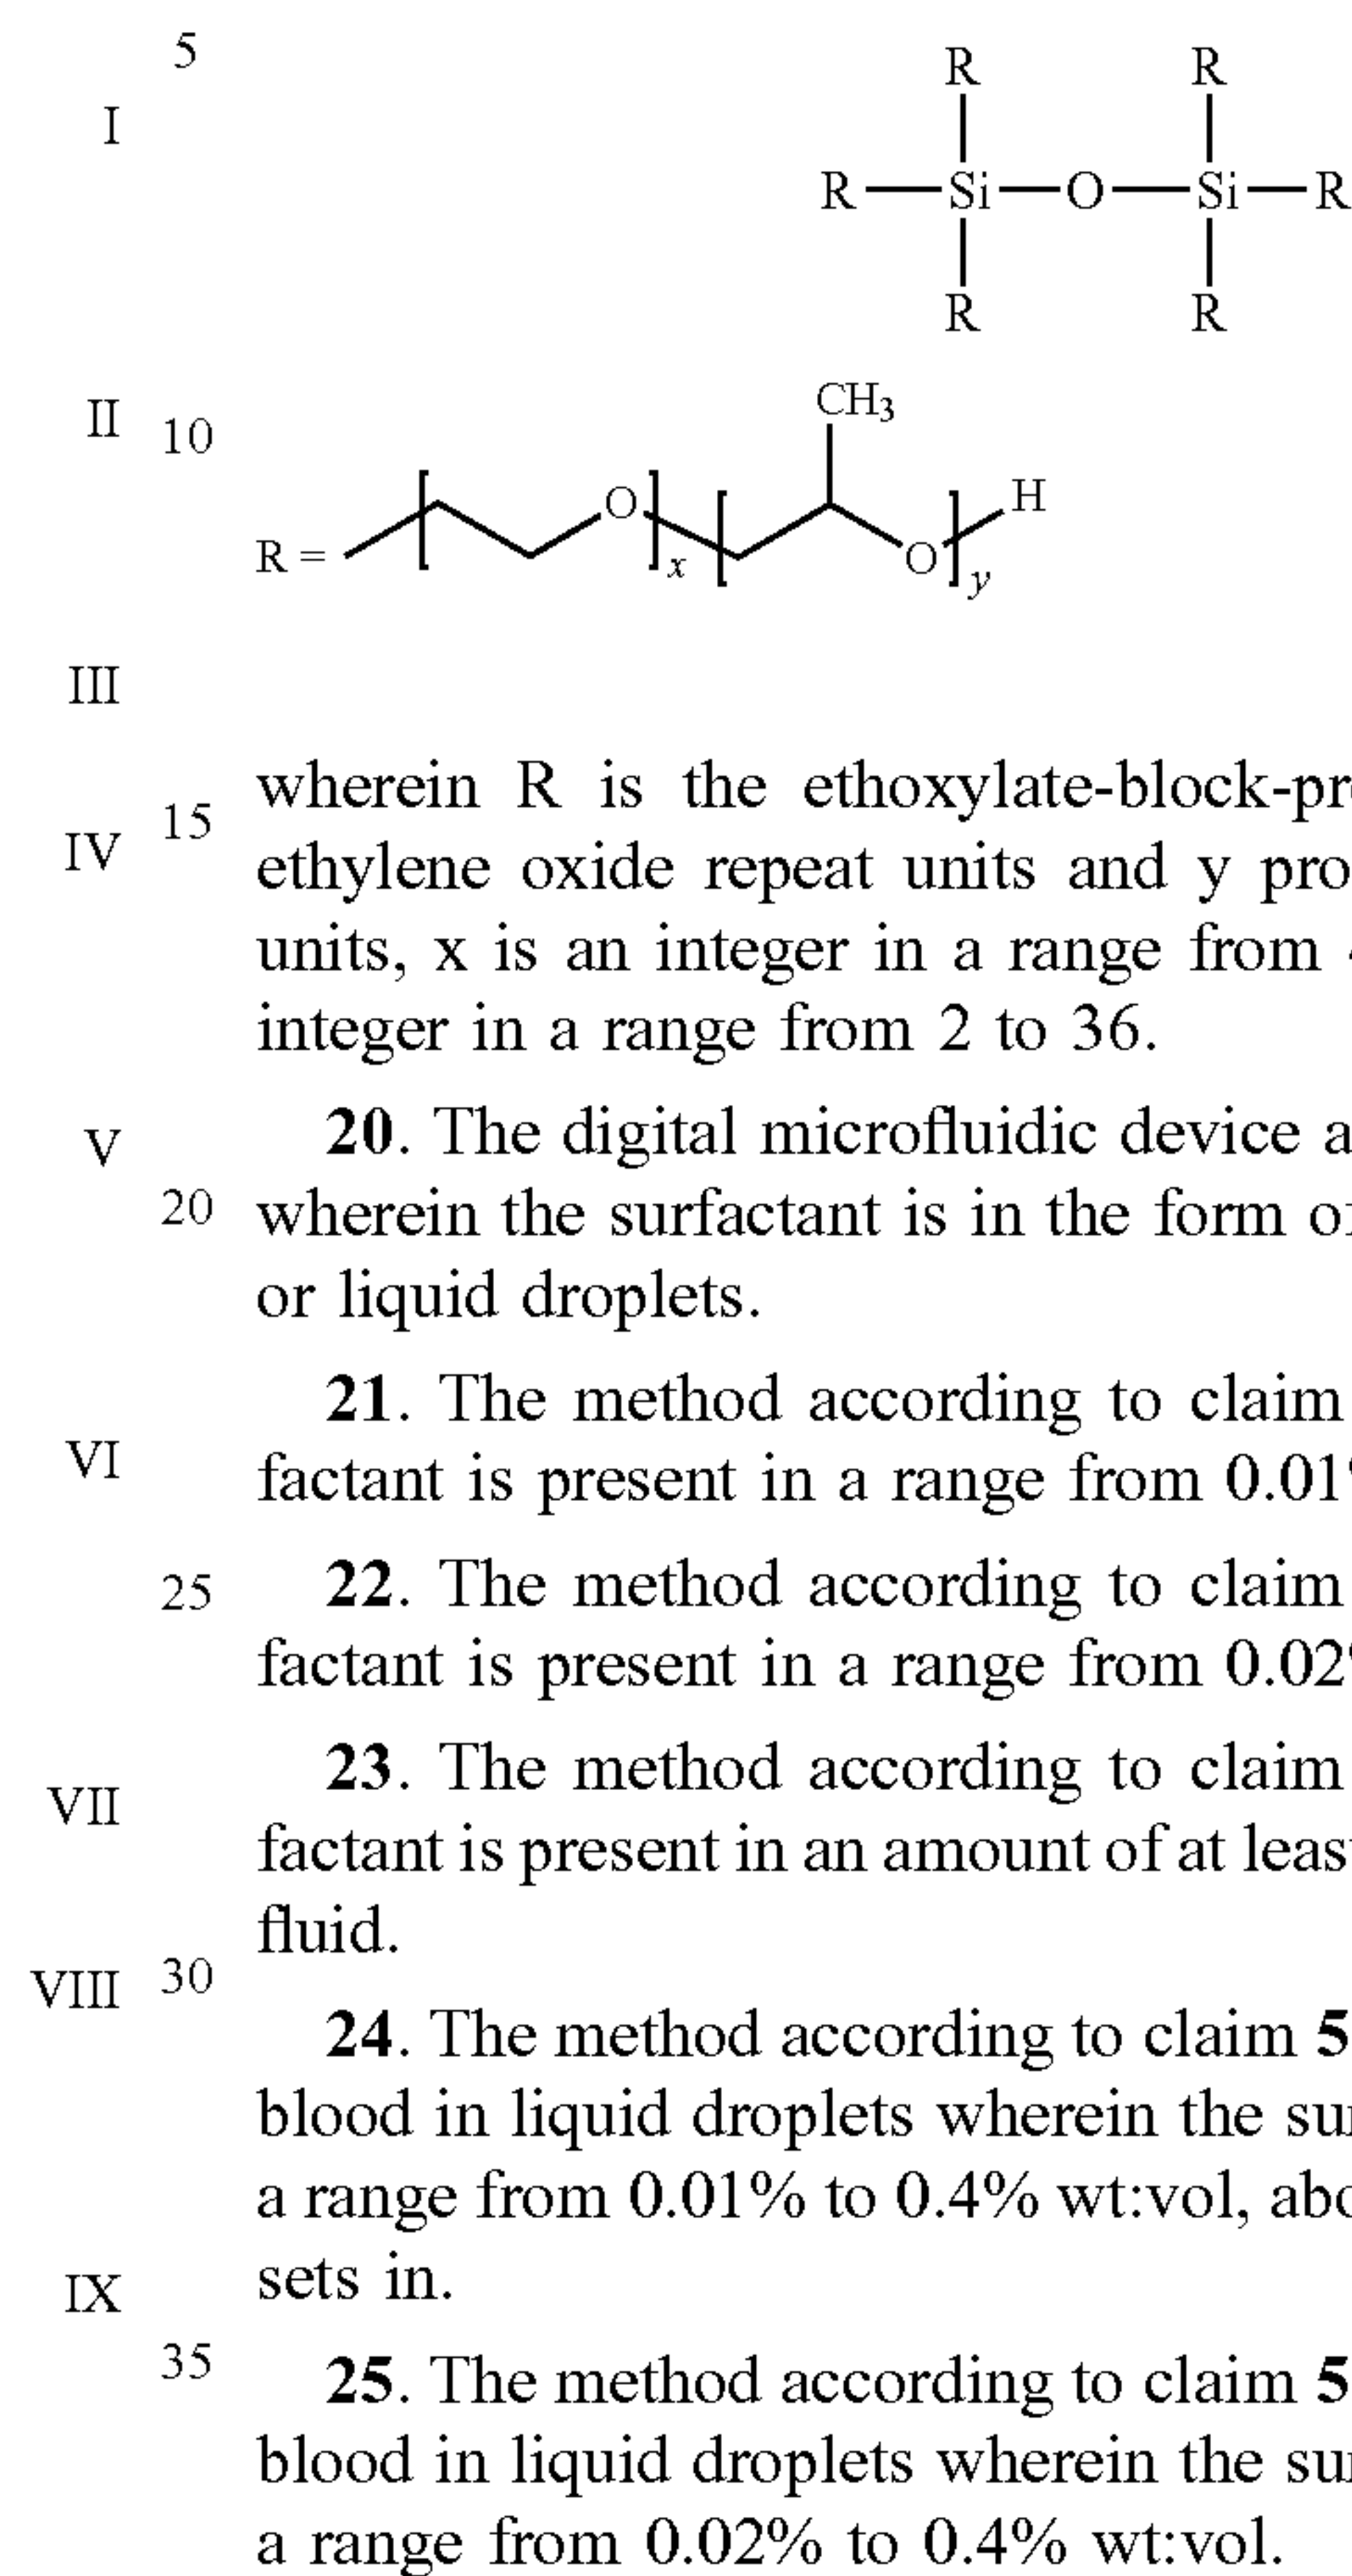 5
I
R R
R Si O Si R
R R
II 10
CH3
R = [ O ]x [ O ]y H
III
wherein R is the ethoxylate-block-pr
15
IV
ethylene oxide repeat units and y pro
units, x is an integer in a range from
integer in a range from 2 to 36.
V
20. The digital microfluidic device a
20
wherein the surfactant is in the form of
or liquid droplets.
21. The method according to claim
VI
factant is present in a range from 0.01%
25
22. The method according to claim
factant is present in a range from 0.02%
23. The method according to claim
VII
factant is present in an amount of at leas
fluid.
VIII 30
24. The method according to claim 5
blood in liquid droplets wherein the su
a range from 0.01% to 0.4% wt:vol, abo
IX
sets in.
35
25. The method according to claim 5
blood in liquid droplets wherein the su
a range from 0.02% to 0.4% wt:vol.